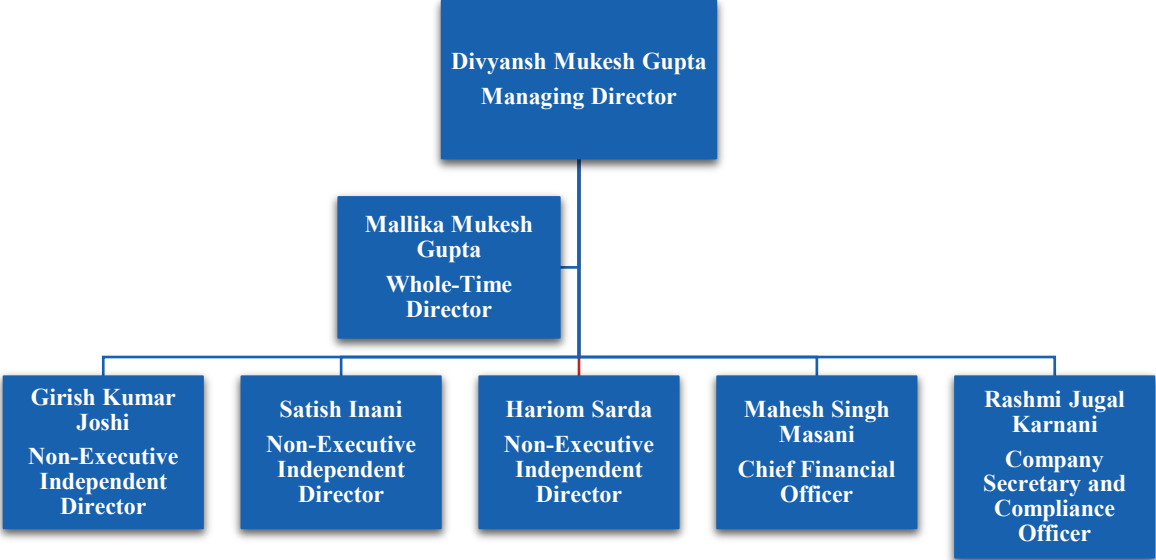 Divyansh Mukesh Gupta
Managing Director
Mallika Mukesh
Gupta
Whole-Time
Director
Girish Kumar
Joshi
Non-Executive
Independent
Director
Satish Inani
Non-Executive
Independent
Director
Hariom Sarda
Non-Executive
Independent
Director
Mahesh Singh
Masani
Chief Financial
Officer
Rashmi Jugal
Karnani
Company
Secretary and
Compliance
Officer